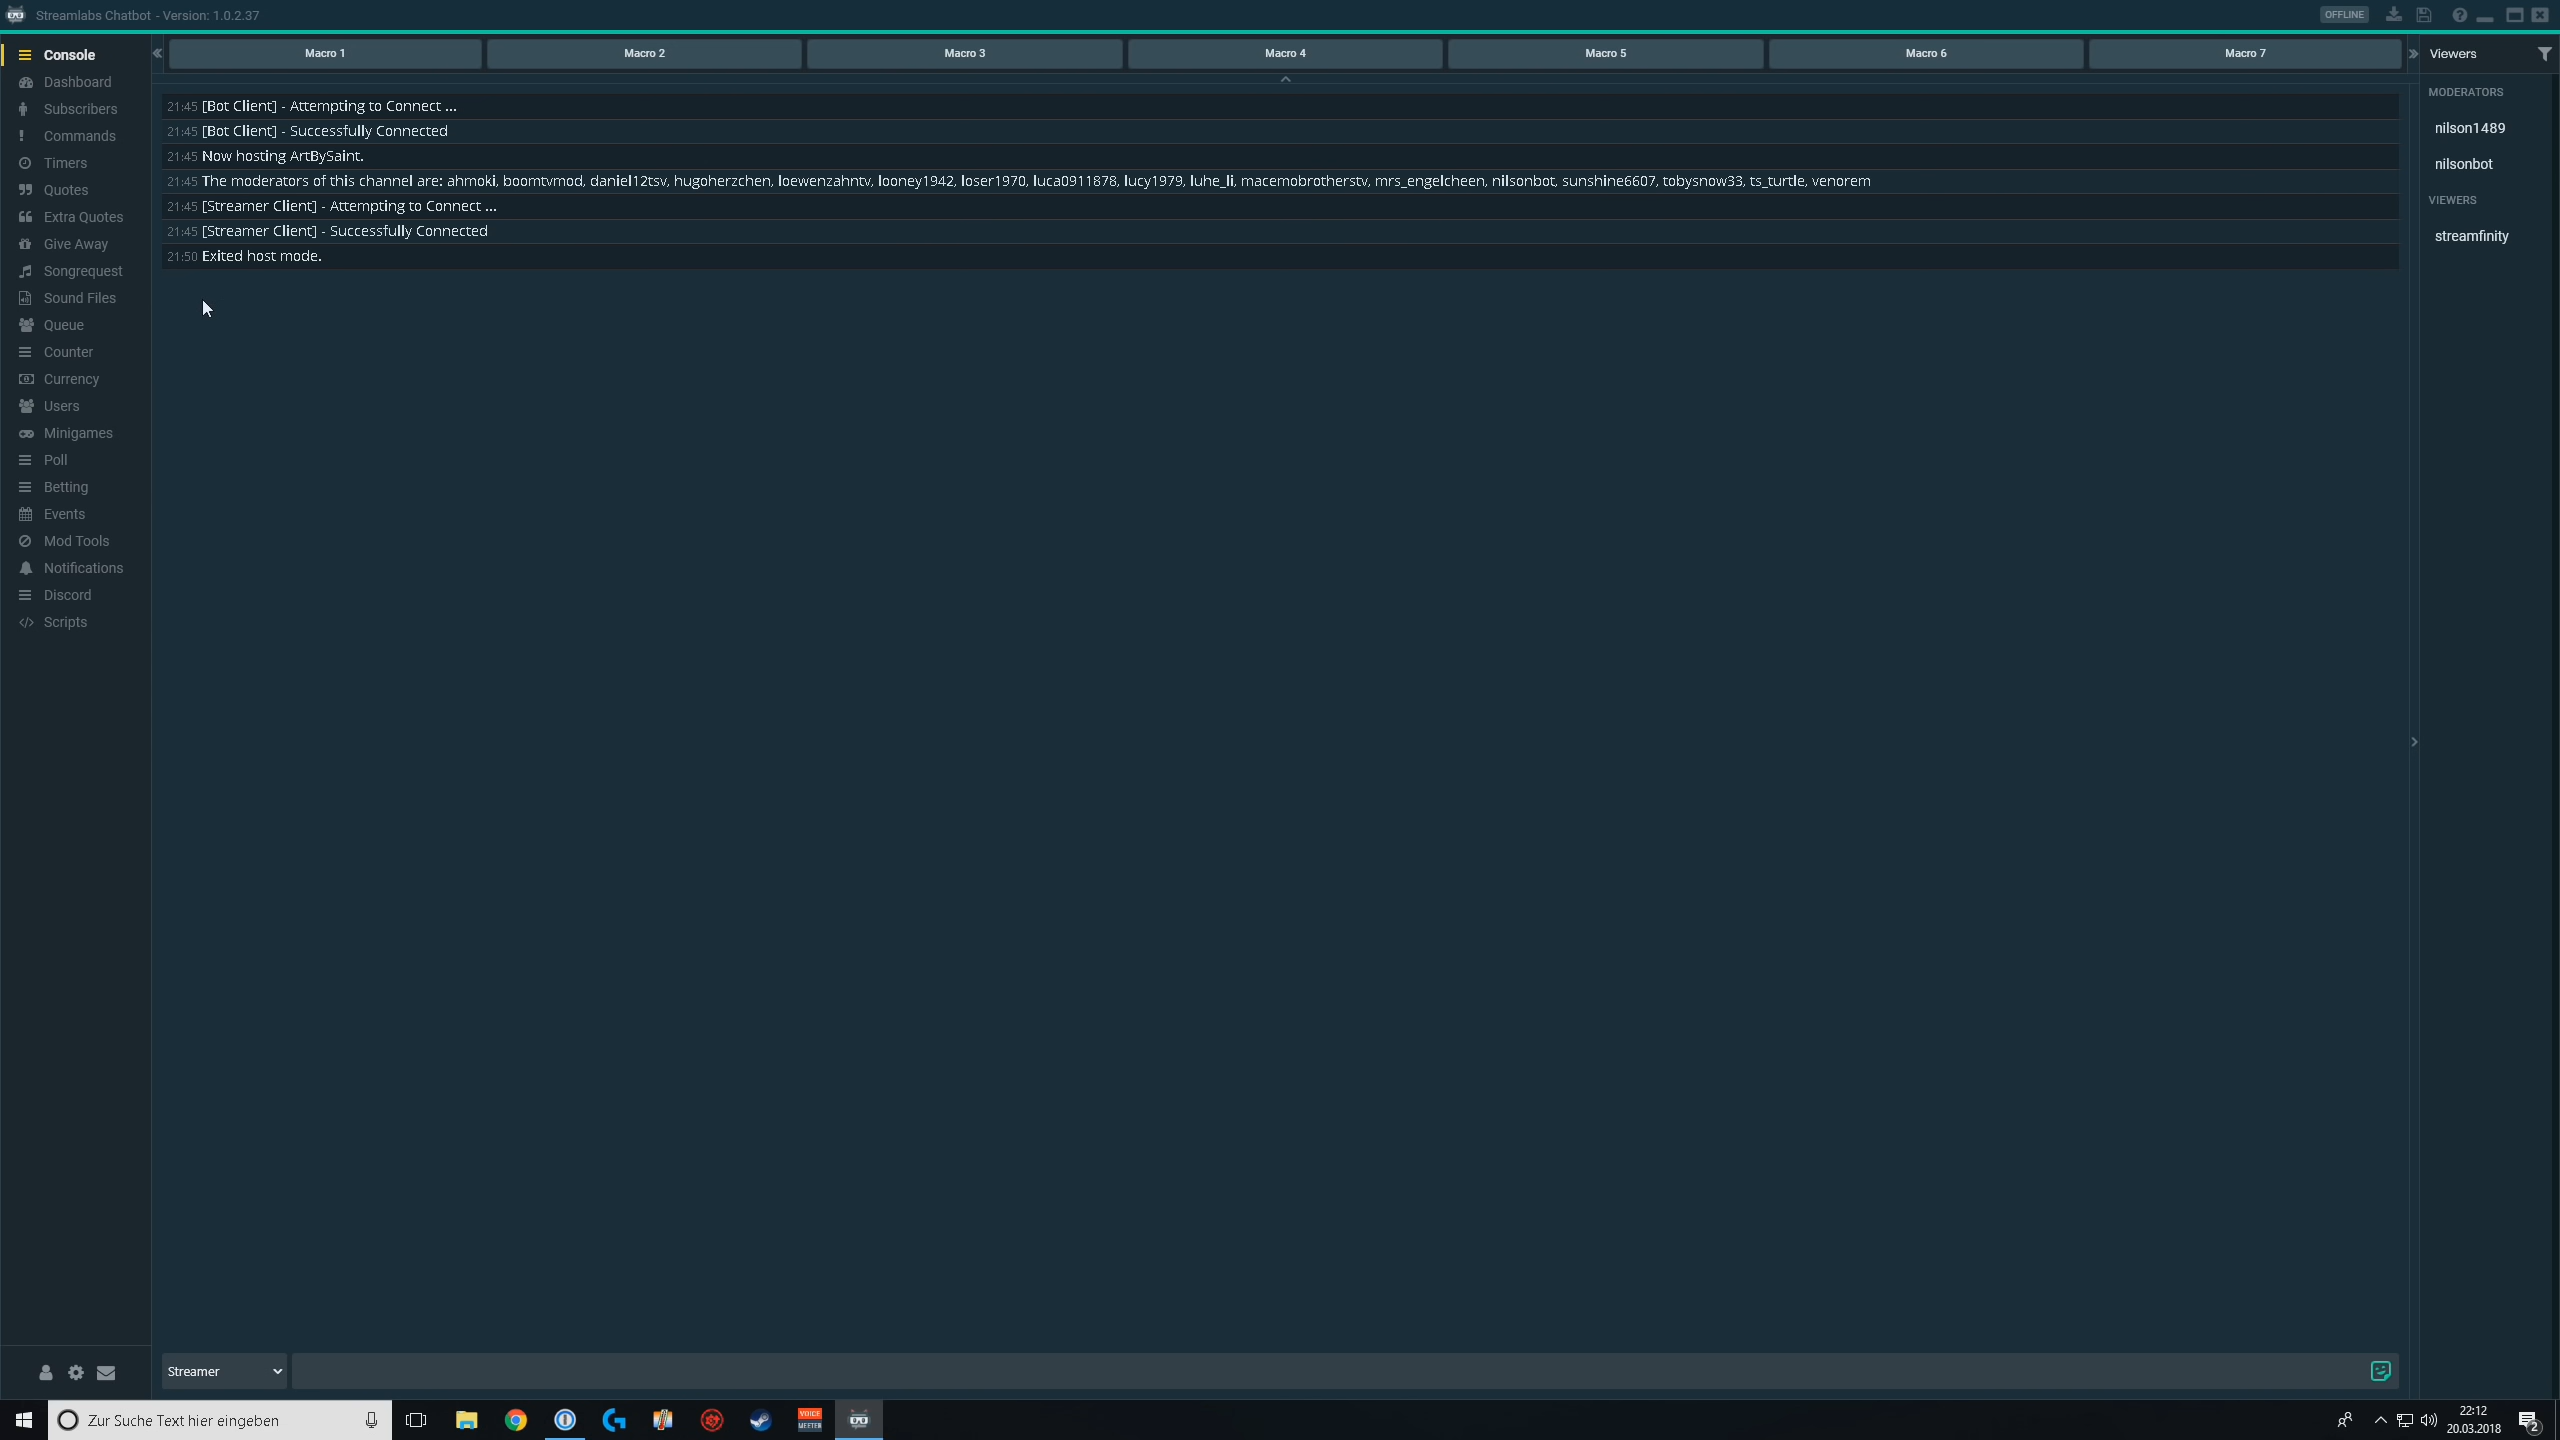 Streamlabs Chatbot - Version: 1.0.2.37
OFFLINE
Console
Dashboard
Subscribers
Commands
Timers
Quotes
Extra Quotes
Give Away
Songrequest
Sound Files
Queue
Counter
Currency
Users
Minigames
Poll
Betting
Events
Mod Tools
Notifications
Discord
Scripts
Macro 1
Macro 2
Macro 3
Macro 4
Macro 5
Macro 6
Macro 7
21:45 [Bot Client] - Attempting to Connect ...
21:45 [Bot Client] - Successfully Connected
21:45 Now hosting ArtBySaint.
21:45 The moderators of this channel are: ahmoki, boomtvmod, daniel12tsv, hugoherzchen, loewenzahntv, looney1942, loser1970, luca0911878, lucy1979, luhe_li, macemobrotherstv, mrs_engelcheen, nilsonbot, sunshine6607, tobysnow33, ts_turtle, venorem
21:45 [Streamer Client] - Attempting to Connect ...
21:45 [Streamer Client] - Successfully Connected
21:50 Exited host mode.
Viewers
MODERATORS
nilson1489
nilsonbot
VIEWERS
streamfinity
Streamer
Zur Suche Text hier eingeben
VOICE
MEETER
22:12
20.03.2018
2